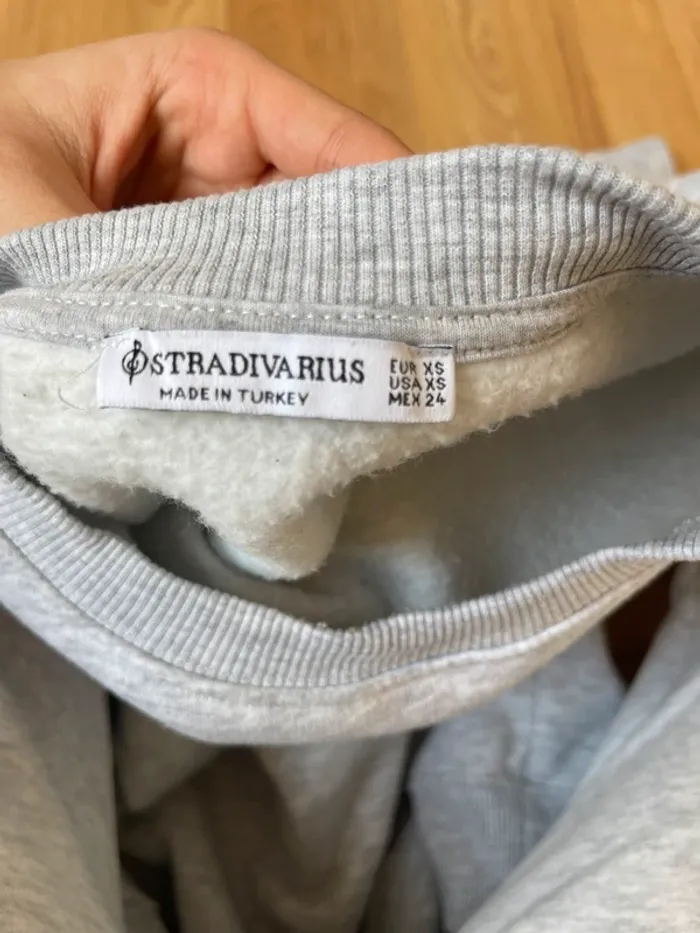 STRADIVARIUS
MADE IN TURKEY
EUR XS
USA XS
MEX 24